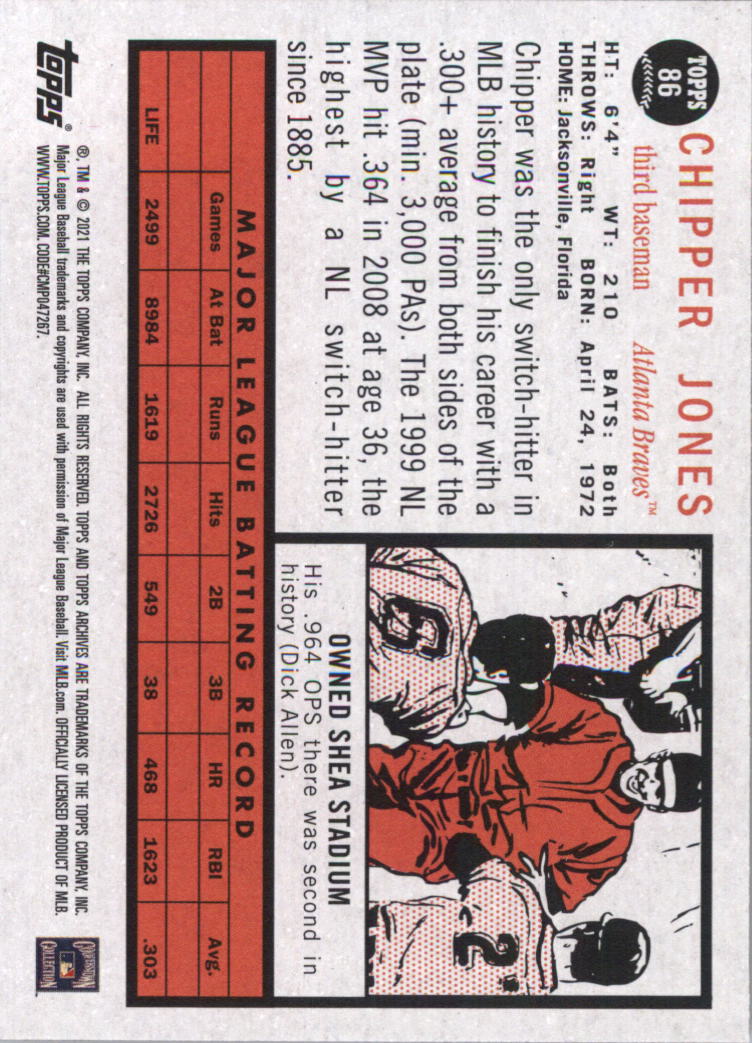 TOPPS
86
CHIPPER JONES
third baseman Atlanta Braves™
HT: 6'4" WT: 210 BATS: Both
THROWS: Right BORN: April 24, 1972
HOME: Jacksonville, Florida
Chipper was the only switch-hitter in
MLB history to finish his career with a
.300+ average from both sides of the
plate (min. 3,000 PAs). The 1999 NL
MVP hit .364 in 2008 at age 36, the
highest by a NL switch-hitter
since 1885.
5
2
OWNED SHEA STADIUM
His .964 OPS there was second in
history (Dick Allen).
MAJOR LEAGUE BATTING RECORD
Games At Bat Runs Hits 2B 3B HR RBI Avg.
LIFE 2499 8984 1619 2726 549 38 468 1623 .303
topps®
®, TM & © 2021 THE TOPPS COMPANY, INC. ALL RIGHTS RESERVED. TOPPS AND TOPPS ARCHIVES ARE TRADEMARKS OF THE TOPPS COMPANY, INC.
Major League Baseball trademarks and copyrights are used with permission of Major League Baseball. Visit MLB.com. OFFICIALLY LICENSED PRODUCT OF MLB.
WWW.TOPPS.COM. CODE#CMP047267.
COOPERSTOWN
COLLECTION